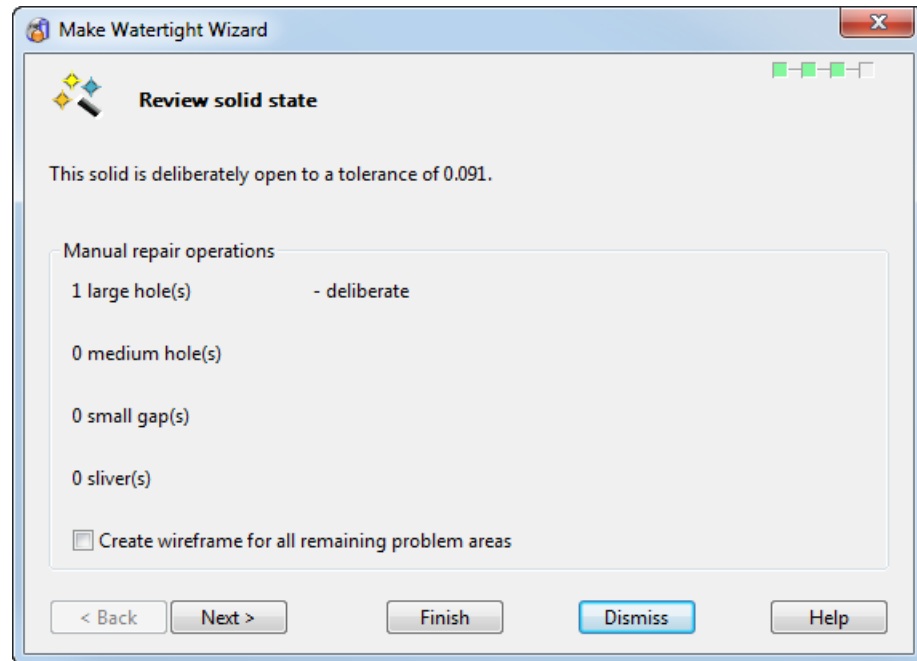 Make Watertight Wizard
Review solid state
This solid is deliberately open to a tolerance of 0.091.
Manual repair operations
1 large hole(s) - deliberate
0 medium hole(s)
0 small gap(s)
0 sliver(s)
Create wireframe for all remaining problem areas
< Back Next > Finish Dismiss Help